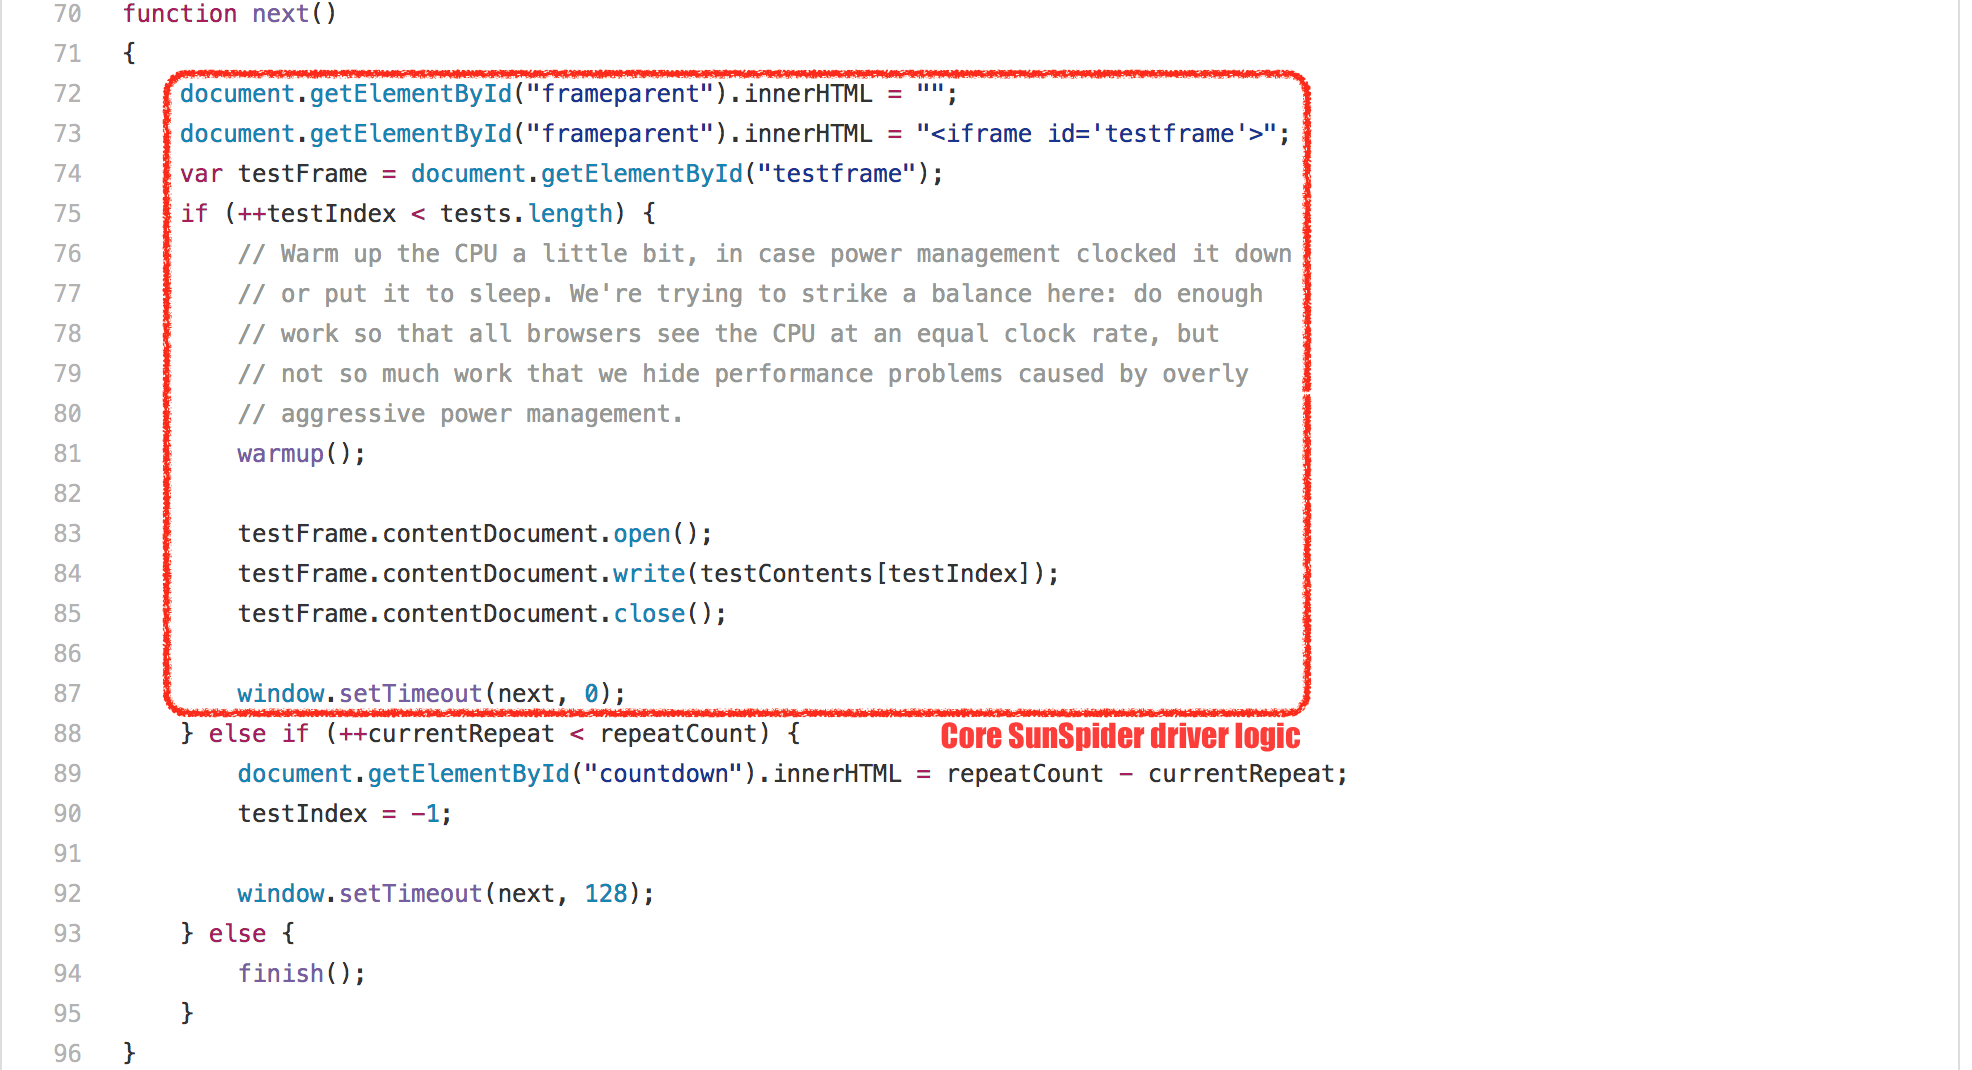 70 function next()
71 {
72     document.getElementById("frameparent").innerHTML = "";
73     document.getElementById("frameparent").innerHTML = "<iframe id='testframe'>";
74     var testFrame = document.getElementById("testframe");
75     if (++testIndex < tests.length) {
76         // Warm up the CPU a little bit, in case power management clocked it down
77         // or put it to sleep. We're trying to strike a balance here: do enough
78         // work so that all browsers see the CPU at an equal clock rate, but
79         // not so much work that we hide performance problems caused by overly
80         // aggressive power management.
81         warmup();
82
83         testFrame.contentDocument.open();
84         testFrame.contentDocument.write(testContents[testIndex]);
85         testFrame.contentDocument.close();
86
87         window.setTimeout(next, 0);
88     } else if (++currentRepeat < repeatCount) {
Core SunSpider driver logic
89         document.getElementById("countdown").innerHTML = repeatCount - currentRepeat;
90         testIndex = -1;
91
92         window.setTimeout(next, 128);
93     } else {
94         finish();
95     }
96 }